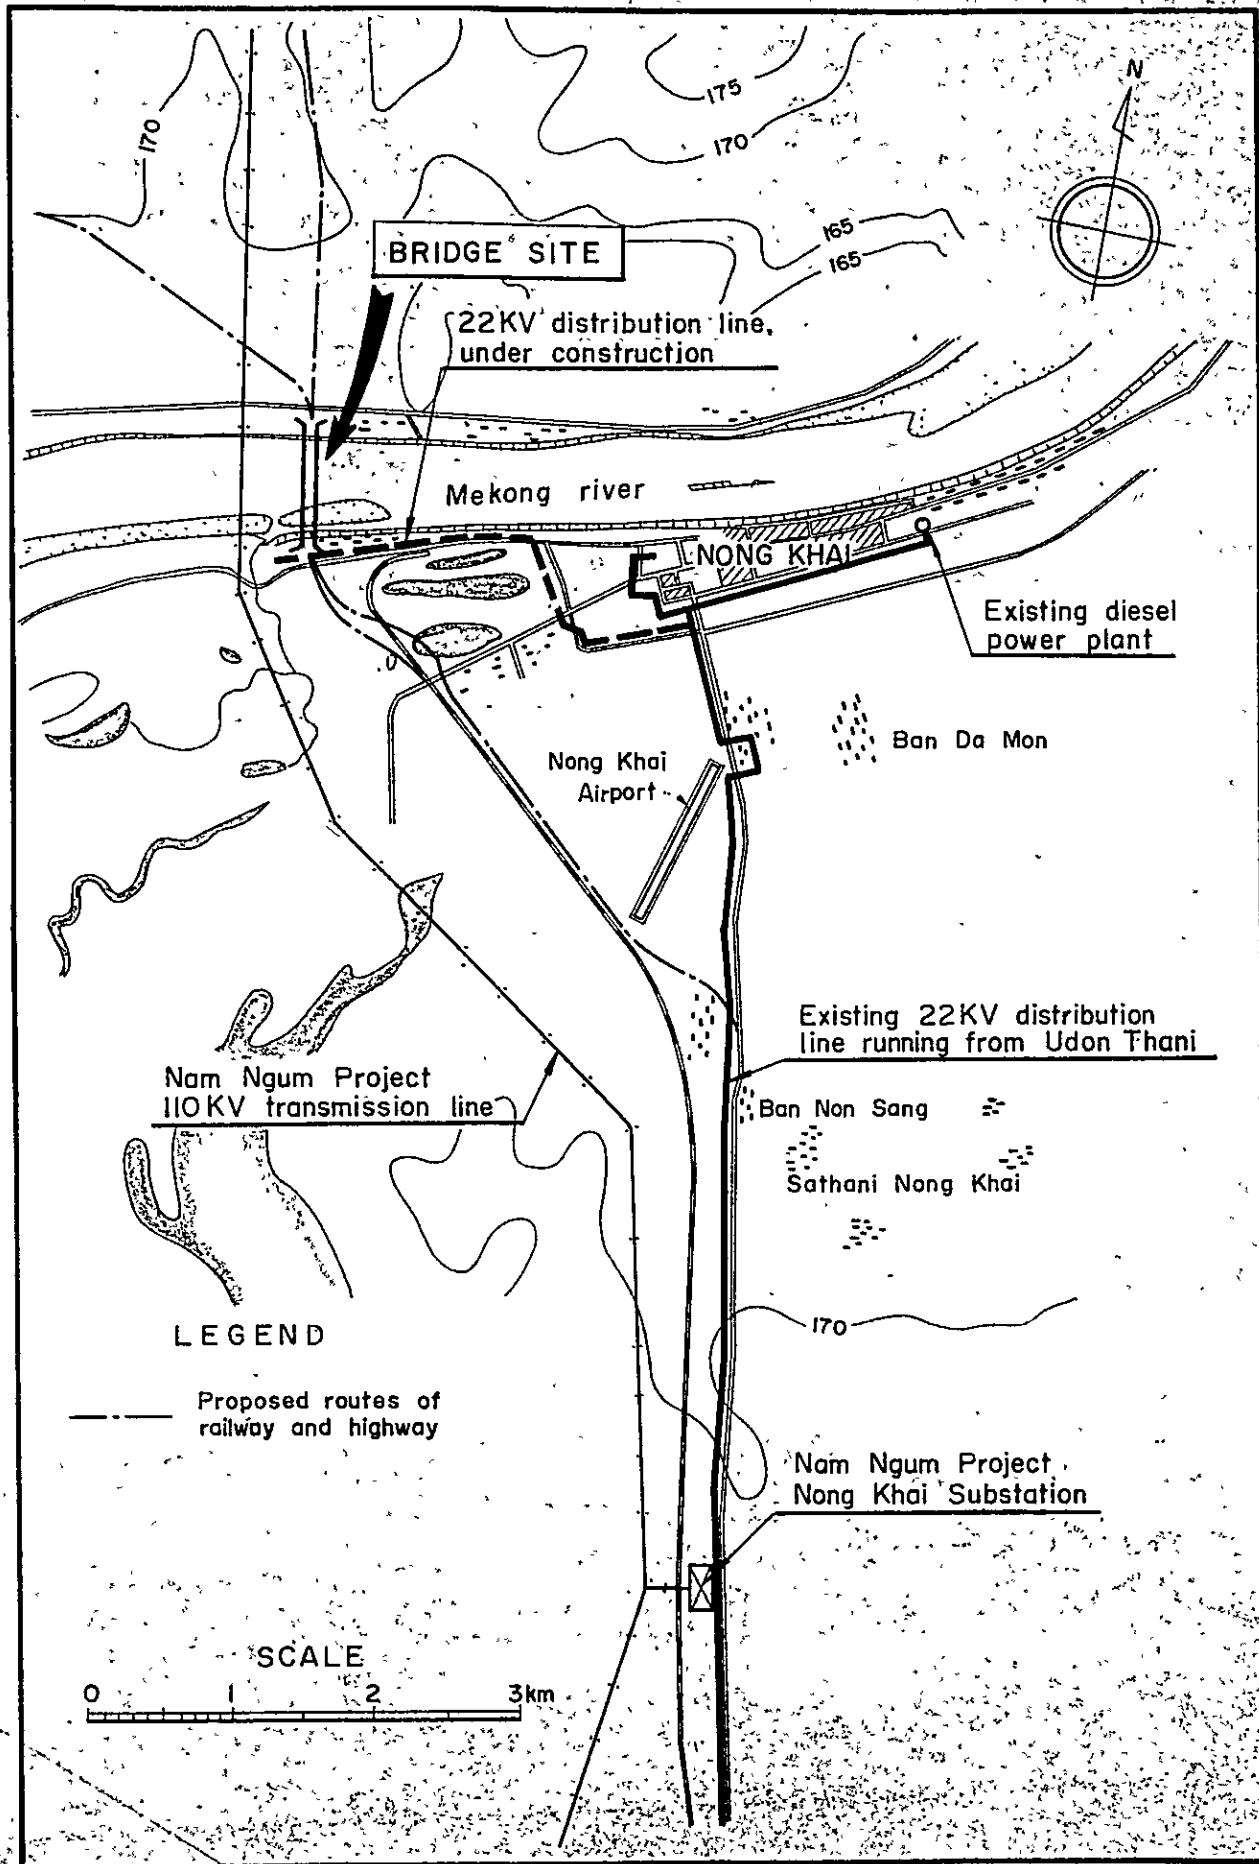 175
N
170
170
165
165
BRIDGE SITE
22KV distribution line,
under construction
Mekong river
NONG KHAI
Existing diesel
power plant
Ban Da Mon
Nong Khai
Airport
Existing 22KV distribution
line running from Udon Thani
Nam Ngum Project
110KV transmission line
Ban Non Sang
Sathani Nong Khai
170
LEGEND
Proposed routes of
railway and highway
Nam Ngum Project
Nong Khai Substation
SCALE
0 1 2 3km